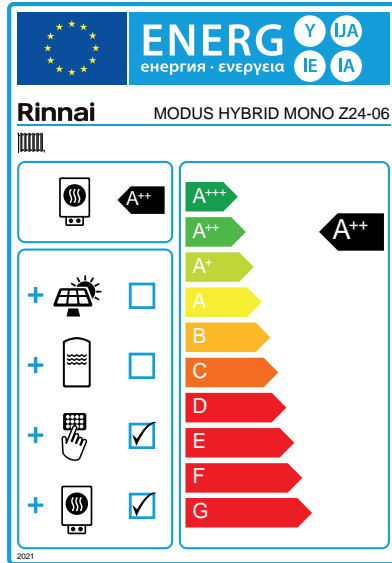 ENERG
Y
IJA
енергия · ενεργεια
IE
IA
Rinnai
MODUS HYBRID MONO Z24-06
A++
A+++
A++
A++
A+
A
B
+
C
+
D
+
E
F
+
G
2021